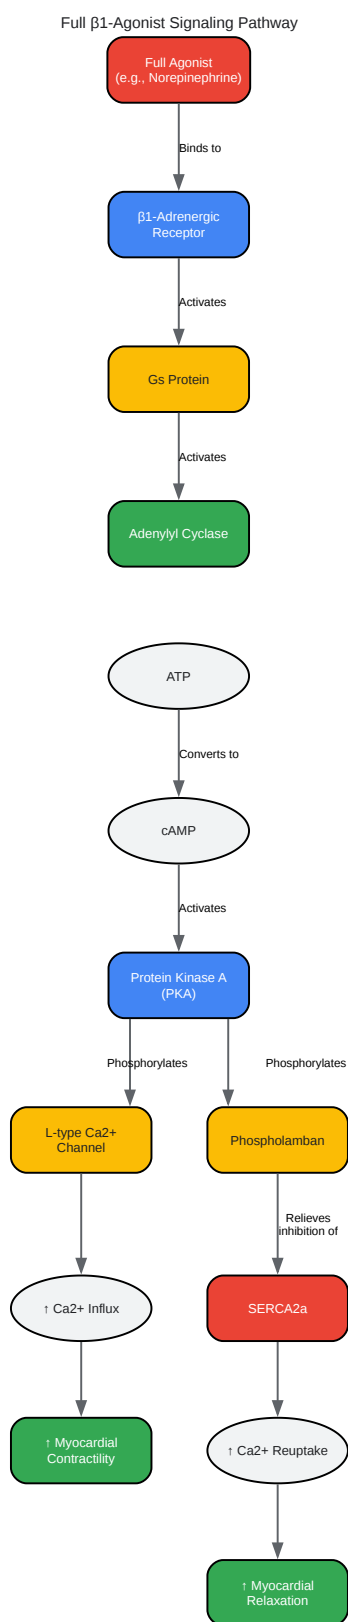 Full β1-Agonist Signaling Pathway
Full Agonist
(e.g., Norepinephrine)
Binds to
β1-Adrenergic
Receptor
Activates
Gs Protein
Activates
Adenylyl Cyclase
ATP
Converts to
cAMP
Activates
Protein Kinase A
(PKA)
Phosphorylates
Phosphorylates
L-type Ca2+
Channel
Phospholamban
Relieves
inhibition of
↑ Ca2+ Influx
SERCA2a
↑ Myocardial
Contractility
↑ Ca2+ Reuptake
↑ Myocardial
Relaxation